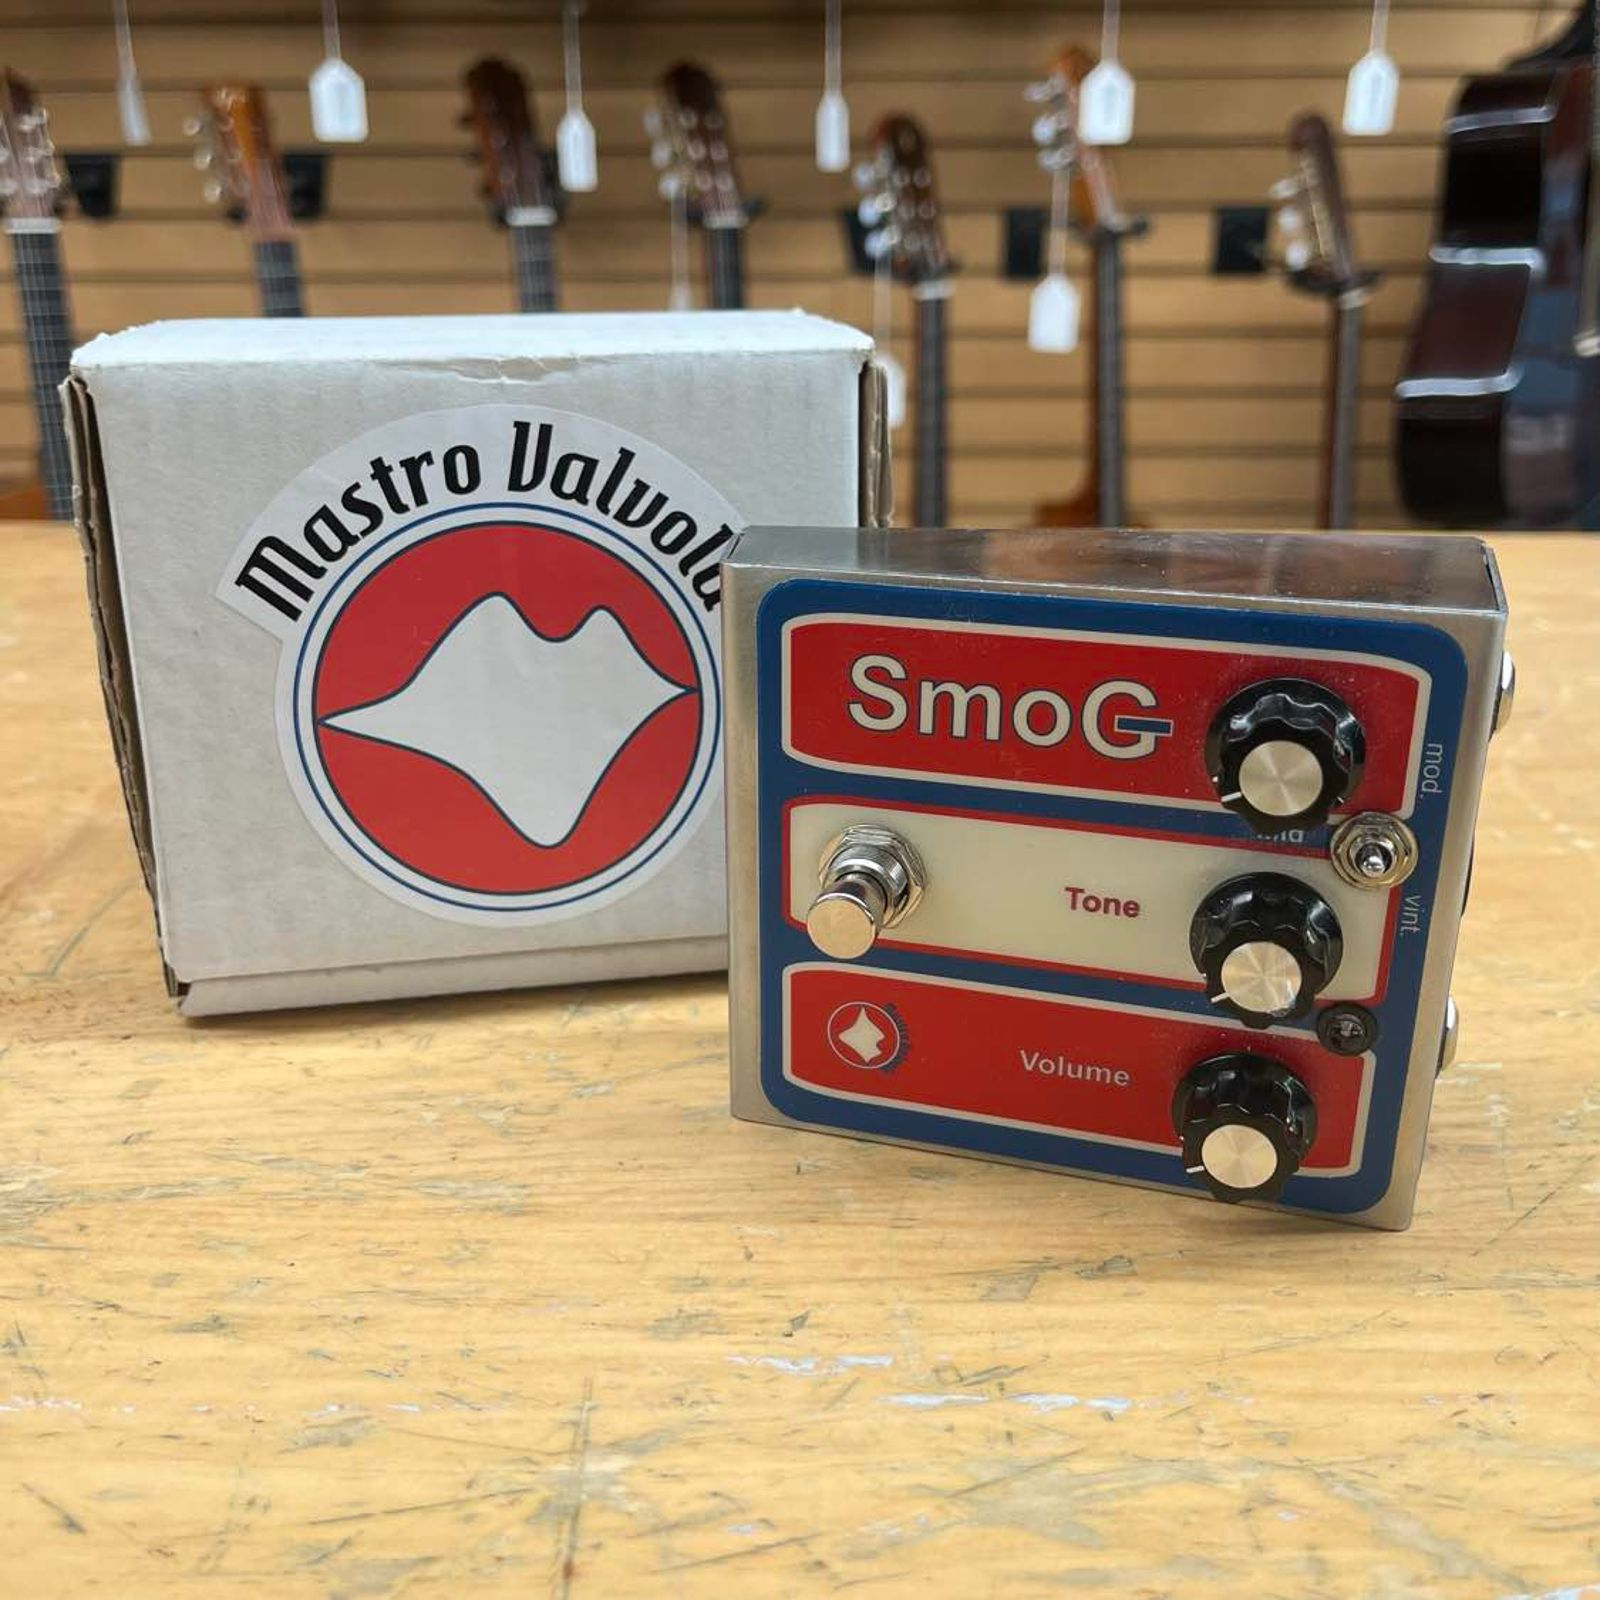 Mastro Valvola
SmoG
mod.
Tone
vint.
Volume